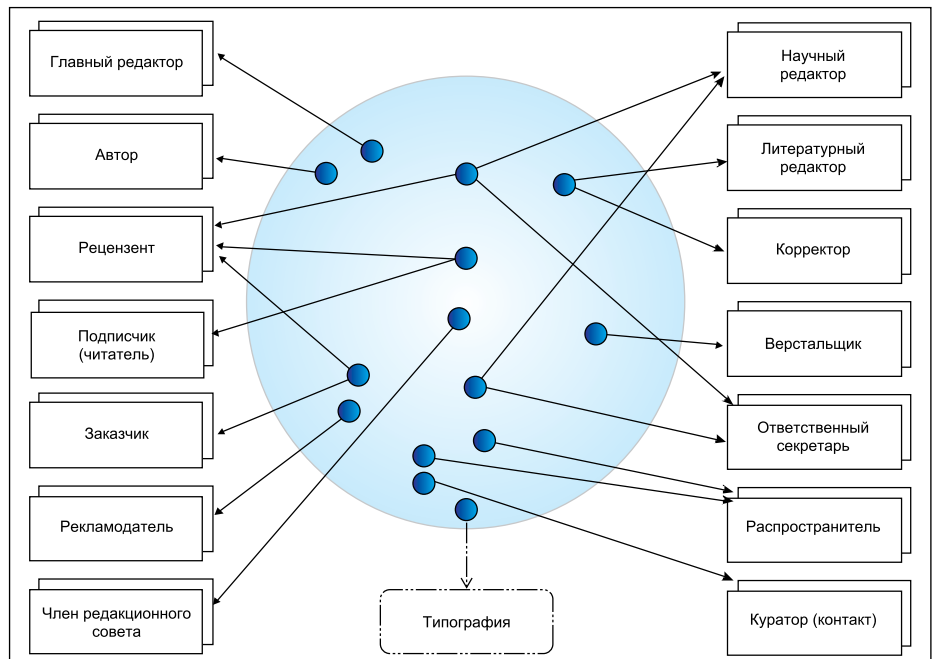 Главный редактор
Автор
Рецензент
Подписчик
(читатель)
Заказчик
Рекламодатель
Член редакционного
совета
Типография
Научный
редактор
Литературный
редактор
Корректор
Верстальщик
Ответственный
секретарь
Распространитель
Куратор (контакт)